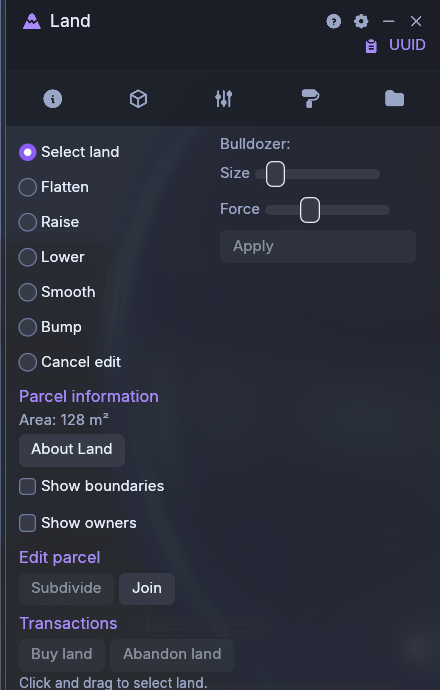 Land
UUID
Select land
Flatten
Raise
Lower
Smooth
Bump
Cancel edit
Bulldozer:
Size
Force
Apply
Parcel information
Area: 128 m²
About Land
Show boundaries
Show owners
Edit parcel
Subdivide Join
Transactions
Buy land Abandon land
Click and drag to select land.